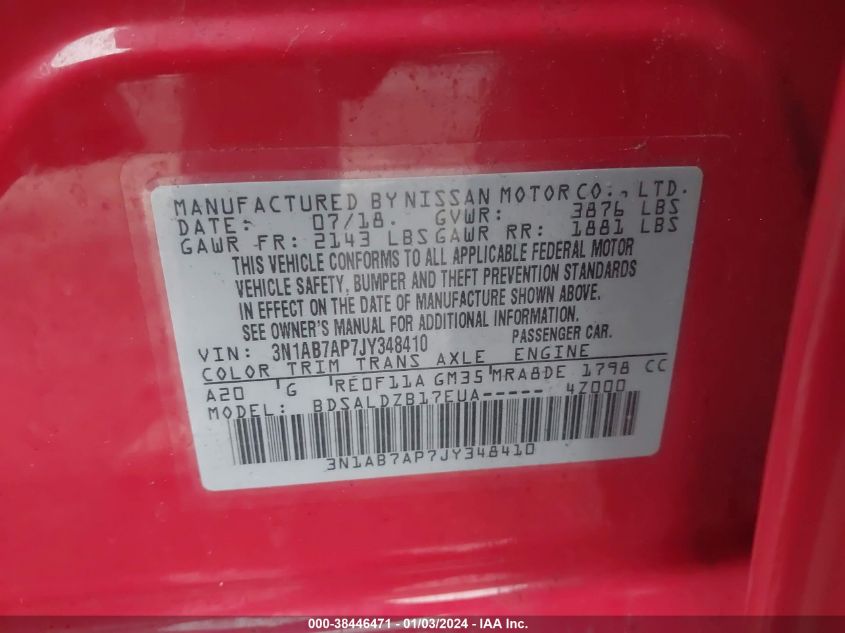 MANUFACTURED BY NISSAN MOTOR CO., LTD.
DATE: 07/18. GVWR: 3876 LBS
GAWR FR: 2143 LBS GAWR RR: 1881 LBS
THIS VEHICLE CONFORMS TO ALL APPLICABLE FEDERAL MOTOR
VEHICLE SAFETY, BUMPER AND THEFT PREVENTION STANDARDS
IN EFFECT ON THE DATE OF MANUFACTURE SHOWN ABOVE.
SEE OWNER'S MANUAL FOR ADDITIONAL INFORMATION.
VIN: 3N1AB7AP7JY348410 PASSENGER CAR.
COLOR TRIM TRANS AXLE ENGINE
A20 G RE0F11A GM35 MRA8DE 1798 CC
MODEL: BDSALDZB17EUA----- 4Z000
3N1AB7AP7JY348410
000-38446471 - 01/03/2024 - IAAI.com